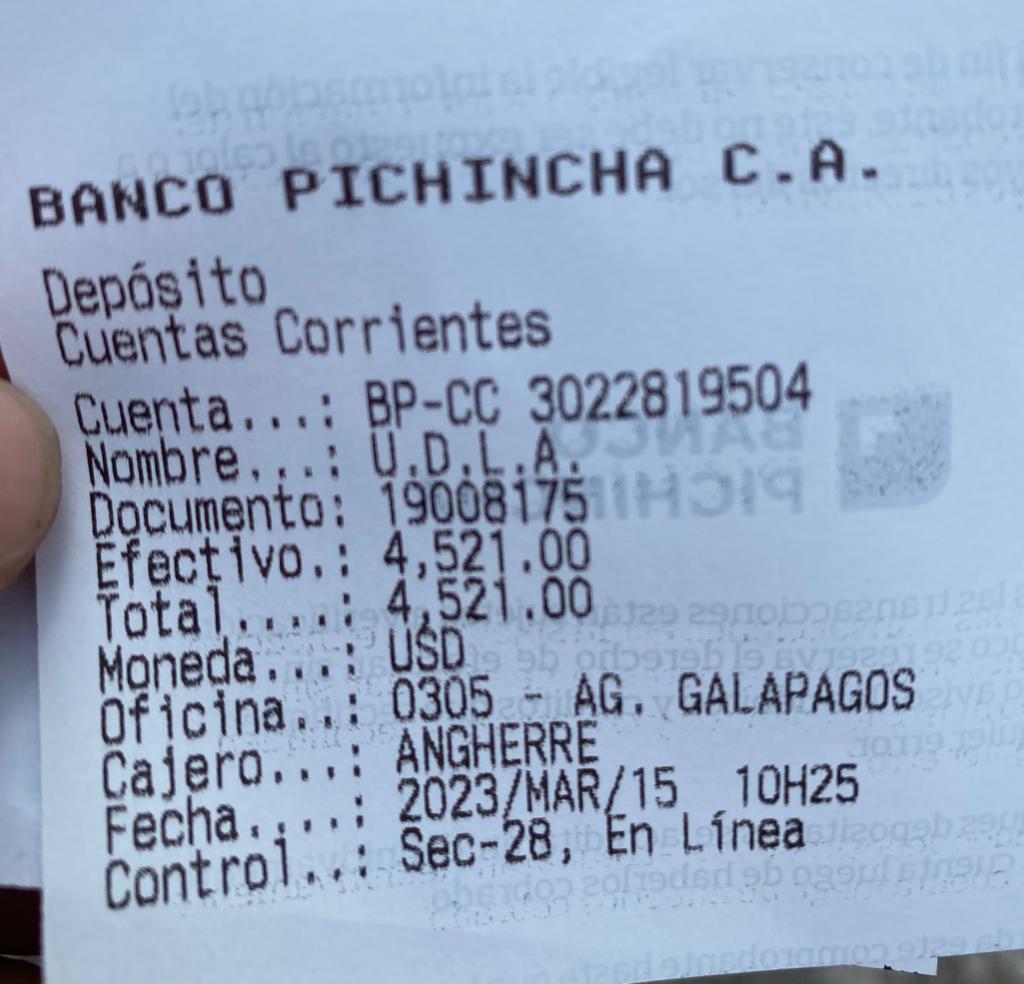 BANCO PICHINCHA C.A.
Depósito
Cuentas Corrientes
Cuenta...: BP-CC 3022819504
Nombre...: U.D.L.A.
Documento: 19008175
Efectivo.: 4,521.00
Total....: 4,521.00
Moneda...: USD
Oficina..: 0305 - AG. GALAPAGOS
Cajero...: ANGHERRE
Fecha....: 2023/MAR/15 10H25
Control..: Sec-28, En Línea